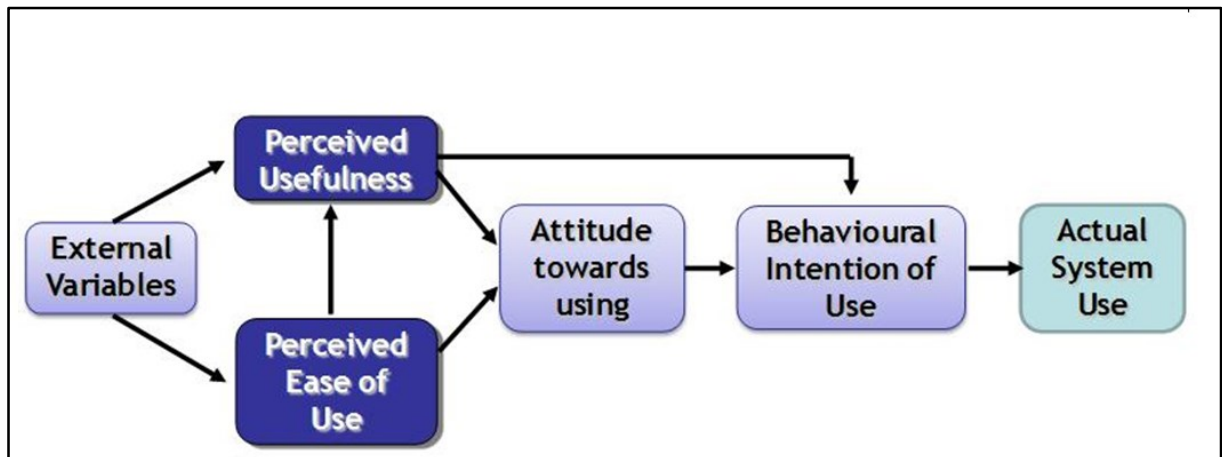 Perceived
Usefulness
External
Variables
Perceived
Ease of
Use
Attitude
towards
using
Behavioural
Intention of
Use
Actual
System
Use